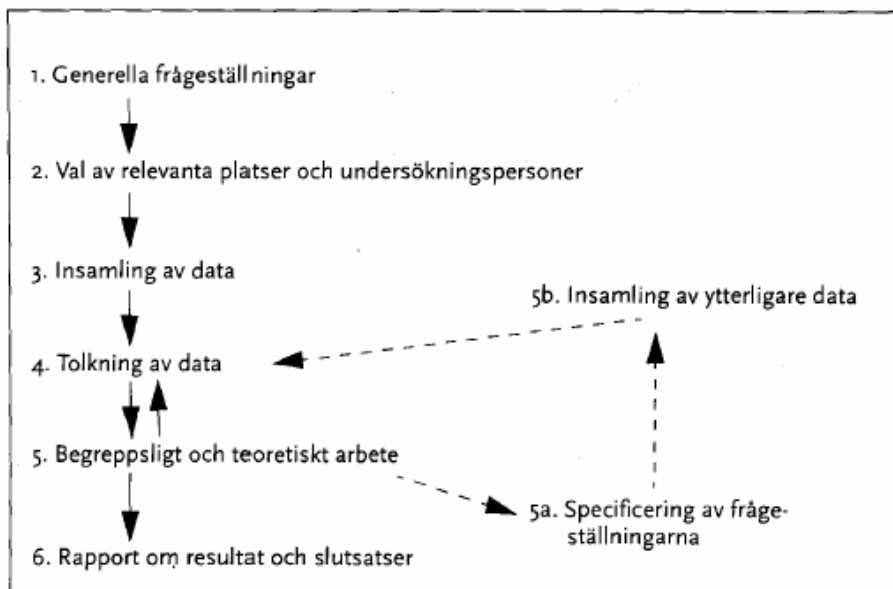 1. Generella frågeställningar
2. Val av relevanta platser och undersökningspersoner
3. Insamling av data
5b. Insamling av ytterligare data
4. Tolkning av data
5. Begreppsligt och teoretiskt arbete
5a. Specificering av fråge-
ställningarna
6. Rapport om resultat och slutsatser